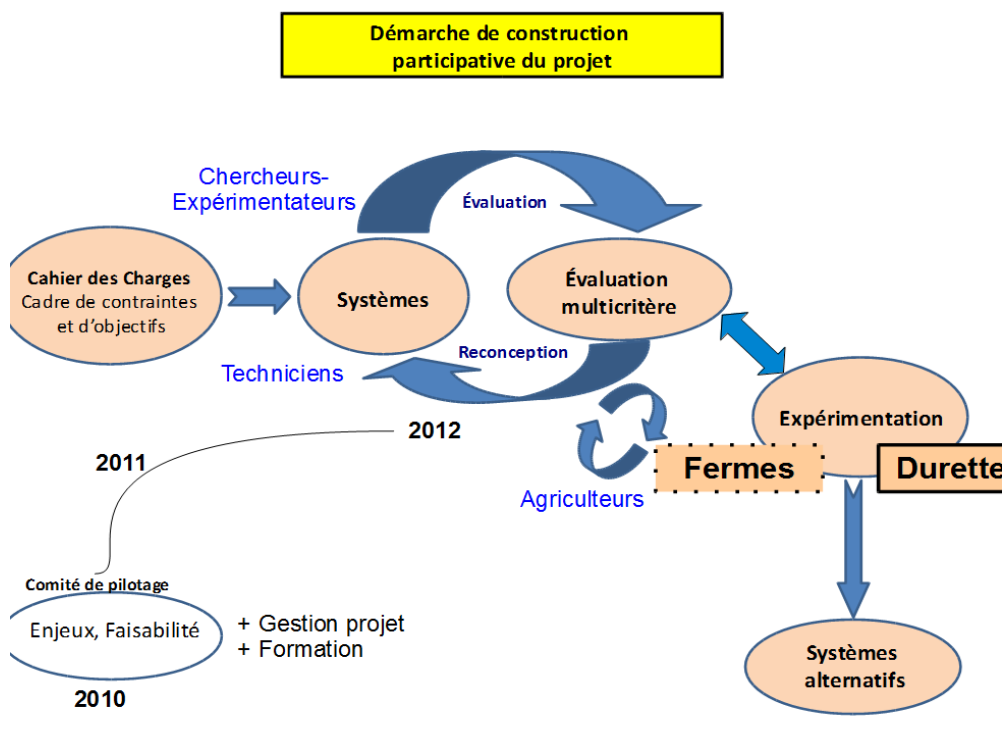 Démarche de construction
participative du projet
Chercheurs-
Expérimentateurs
Évaluation
Cahier des Charges
Cadre de contraintes
et d'objectifs
Systèmes
Évaluation
multicritère
Reconception
Techniciens
Expérimentation
2012
2011
Fermes
Durette
Agriculteurs
Comité de pilotage
Enjeux, Faisabilité
+ Gestion projet
+ Formation
2010
Systèmes
alternatifs